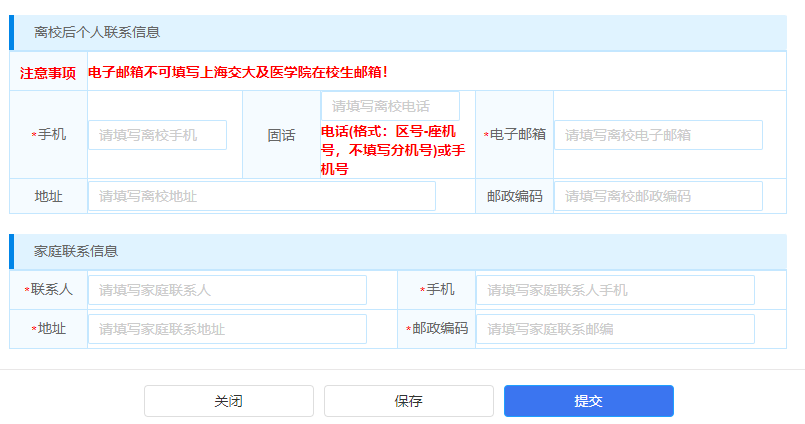 离校后个人联系信息
注意事项 电子邮箱不可填写上海交大及医学院在校生邮箱！
*手机 请填写离校手机 固话 请填写离校电话
电话(格式：区号-座机
号，不填写分机号)或手
机号
*电子邮箱 请填写离校电子邮箱
地址 请填写离校地址 邮政编码 请填写离校邮政编码
家庭联系信息
*联系人 请填写家庭联系人 *手机 请填写家庭联系人手机
*地址 请填写家庭联系地址 *邮政编码 请填写家庭联系邮编
关闭 保存 提交